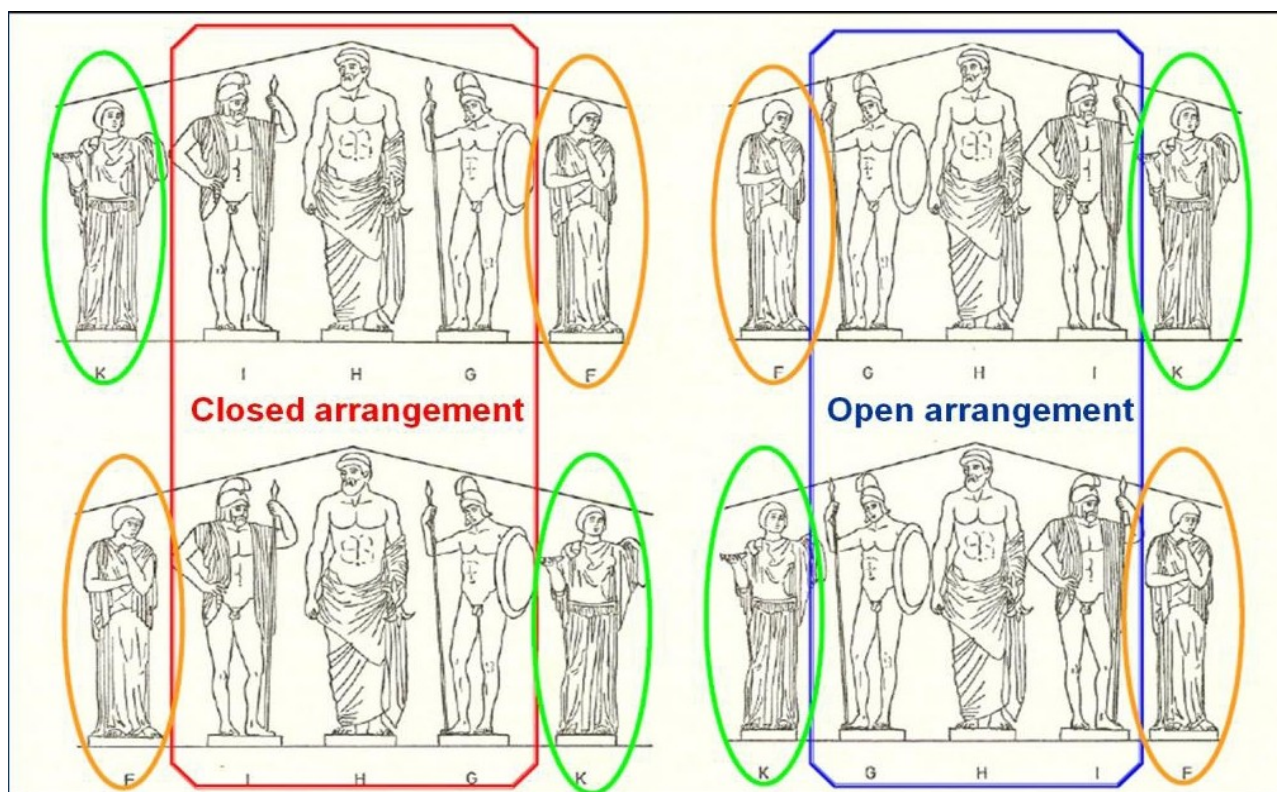 K I H G F
F G H I K
Closed arrangement
Open arrangement
F I H G K
K G H I F